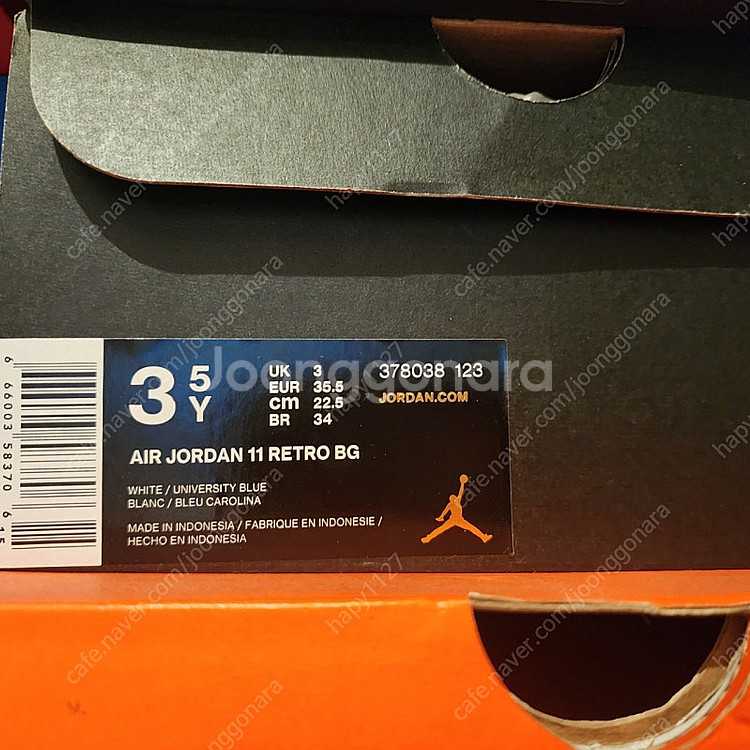 3 5Y
UK 3
EUR 35.5
cm 22.5
BR 34
378038 123
JORDAN.COM
AIR JORDAN 11 RETRO BG
WHITE / UNIVERSITY BLUE
BLANC / BLEU CAROLINA
MADE IN INDONESIA / FABRIQUE EN INDONESIE /
HECHO EN INDONESIA
6 66003 58370 6 15
Joonggonara
cafe.naver.com/joonggonara
happy1127